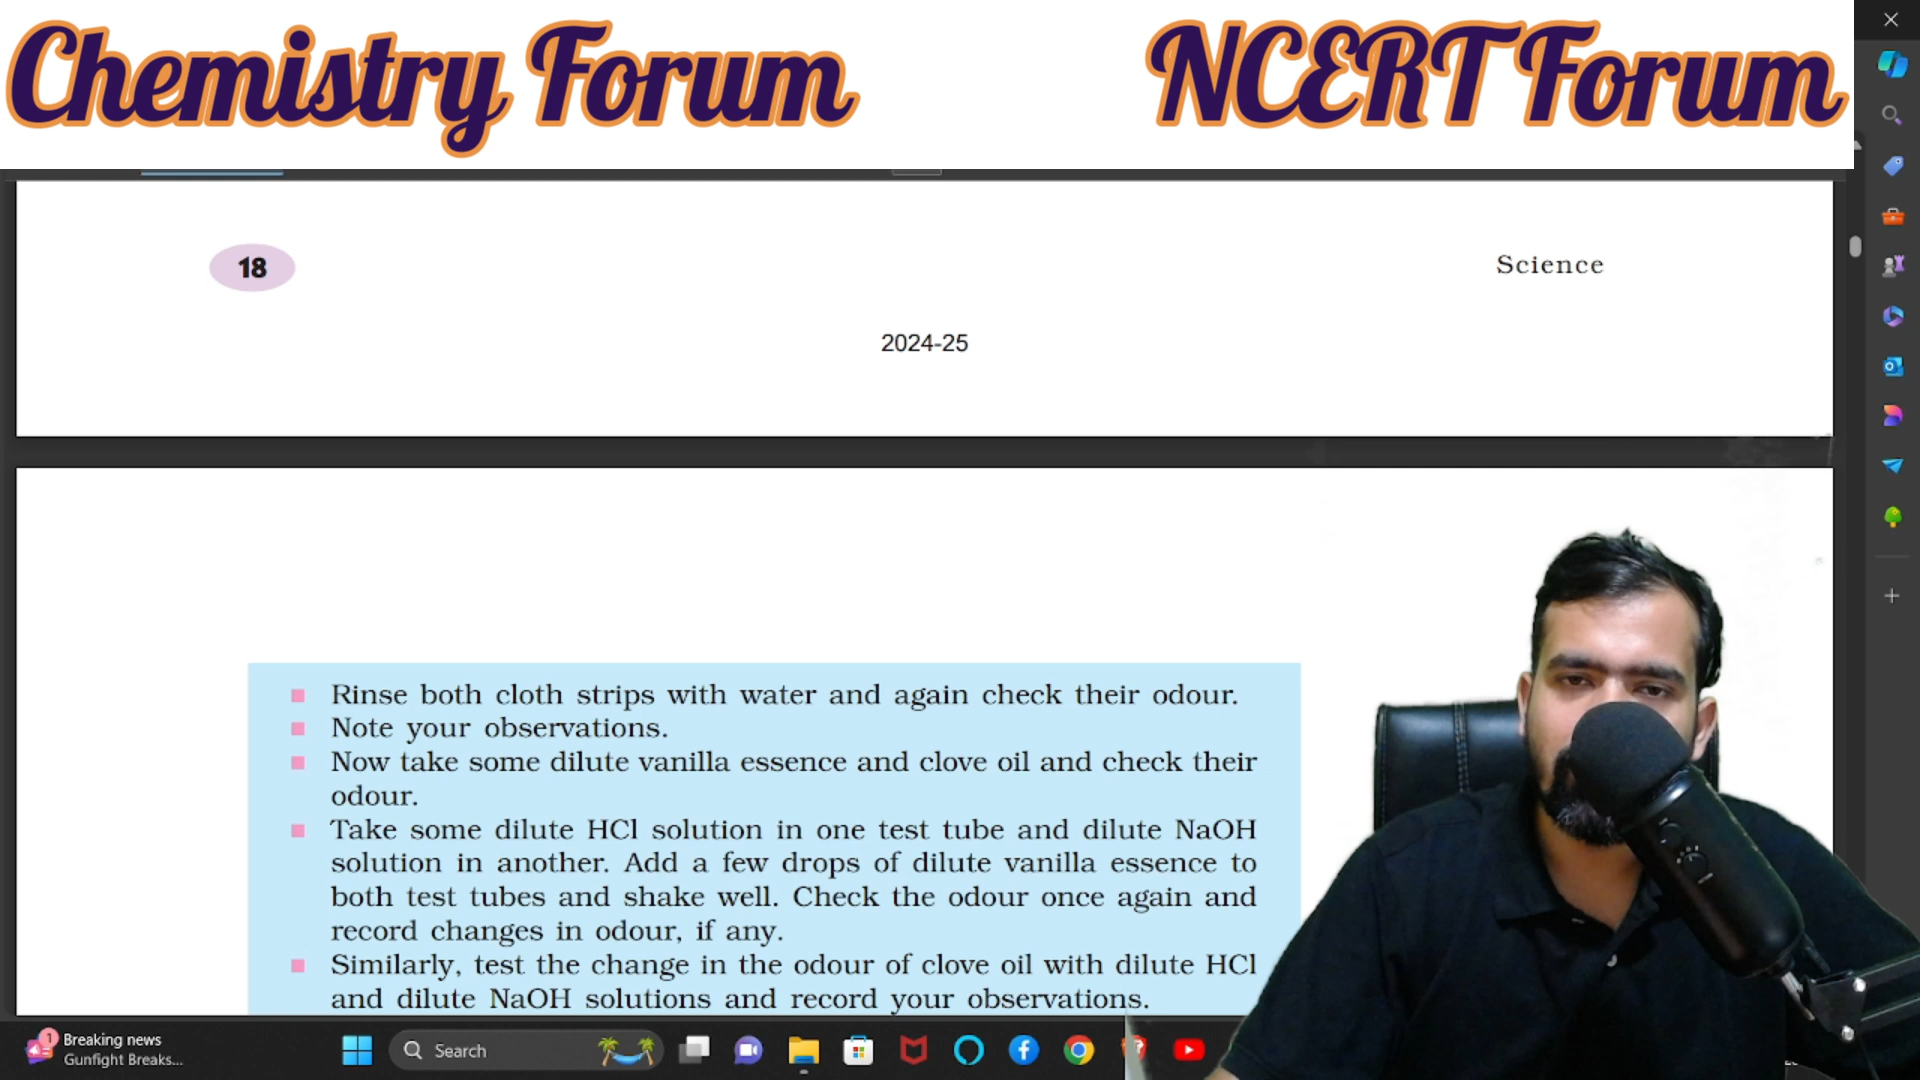 Chemistry Forum
NCERT Forum
18
Science
2024-25
Rinse both cloth strips with water and again check their odour.
Note your observations.
Now take some dilute vanilla essence and clove oil and check their
odour.
Take some dilute HCl solution in one test tube and dilute NaOH
solution in another. Add a few drops of dilute vanilla essence to
both test tubes and shake well. Check the odour once again and
record changes in odour, if any.
Similarly, test the change in the odour of clove oil with dilute HCl
and dilute NaOH solutions and record your observations.
1
Breaking news
Gunfight Breaks...
Search